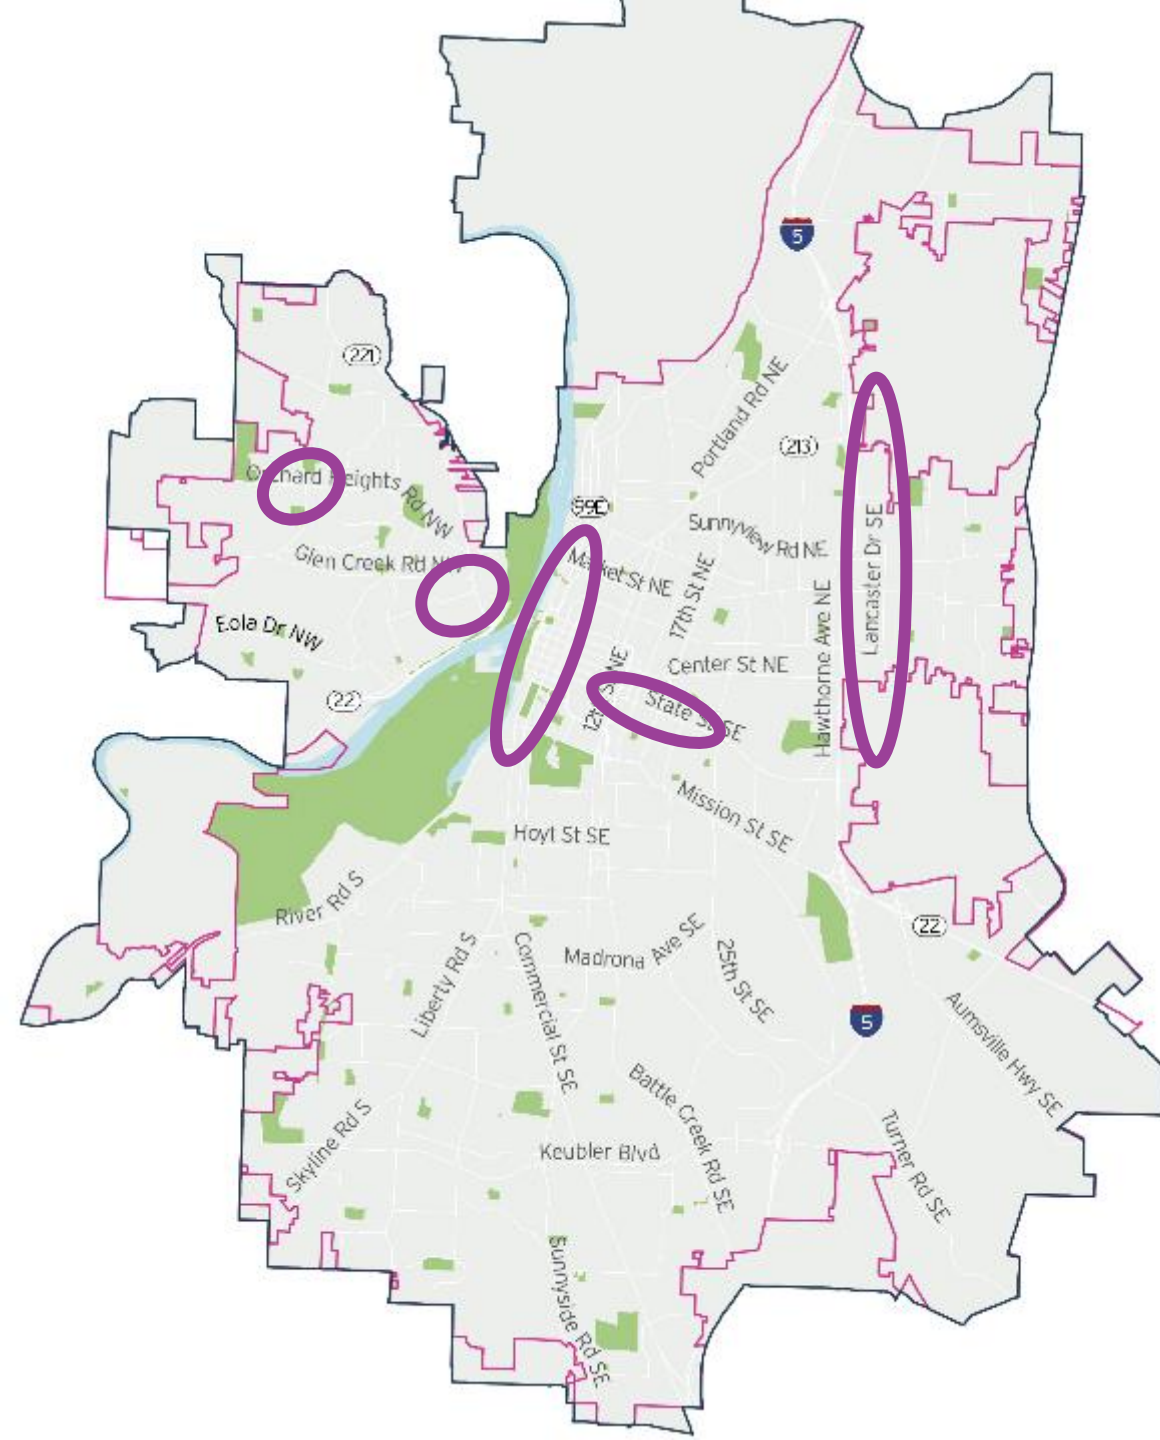 5
221
Portland Rd NE
213
Orchard Heights Rd NW
99E
Sunnyview Rd NE
Glen Creek Rd NW
Market St NE
17th St NE
Lancaster Dr SE
Hawthorne Ave NE
Eola Dr NW
Center St NE
12th St NE
22
State St SE
Mission St SE
Hoyt St SE
River Rd S
22
Liberty Rd S
Commercial St SE
Madrona Ave SE
25th St SE
5
Aumsville Hwy SE
Battle Creek Rd SE
Skyline Rd S
Keubler Blvd
Turner Rd SE
Sunnyside Rd SE